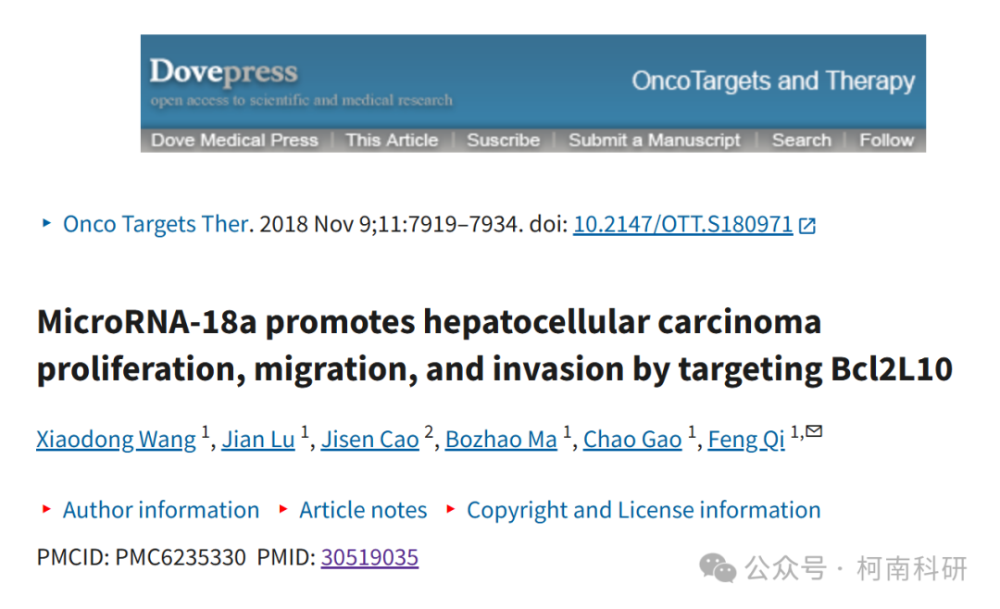 Dovepress
open access to scientific and medical research
OncoTargets and Therapy
Dove Medical Press | This Article | Suscribe | Submit a Manuscript | Search | Follow
Onco Targets Ther. 2018 Nov 9;11:7919–7934. doi: 10.2147/OTT.S180971
MicroRNA-18a promotes hepatocellular carcinoma
proliferation, migration, and invasion by targeting Bcl2L10
Xiaodong Wang 1, Jian Lu 1, Jisen Cao 2, Bozhao Ma 1, Chao Gao 1, Feng Qi 1,✉
Author information Article notes Copyright and License information
PMCID: PMC6235330 PMID: 30519035
公众号 · 柯南科研